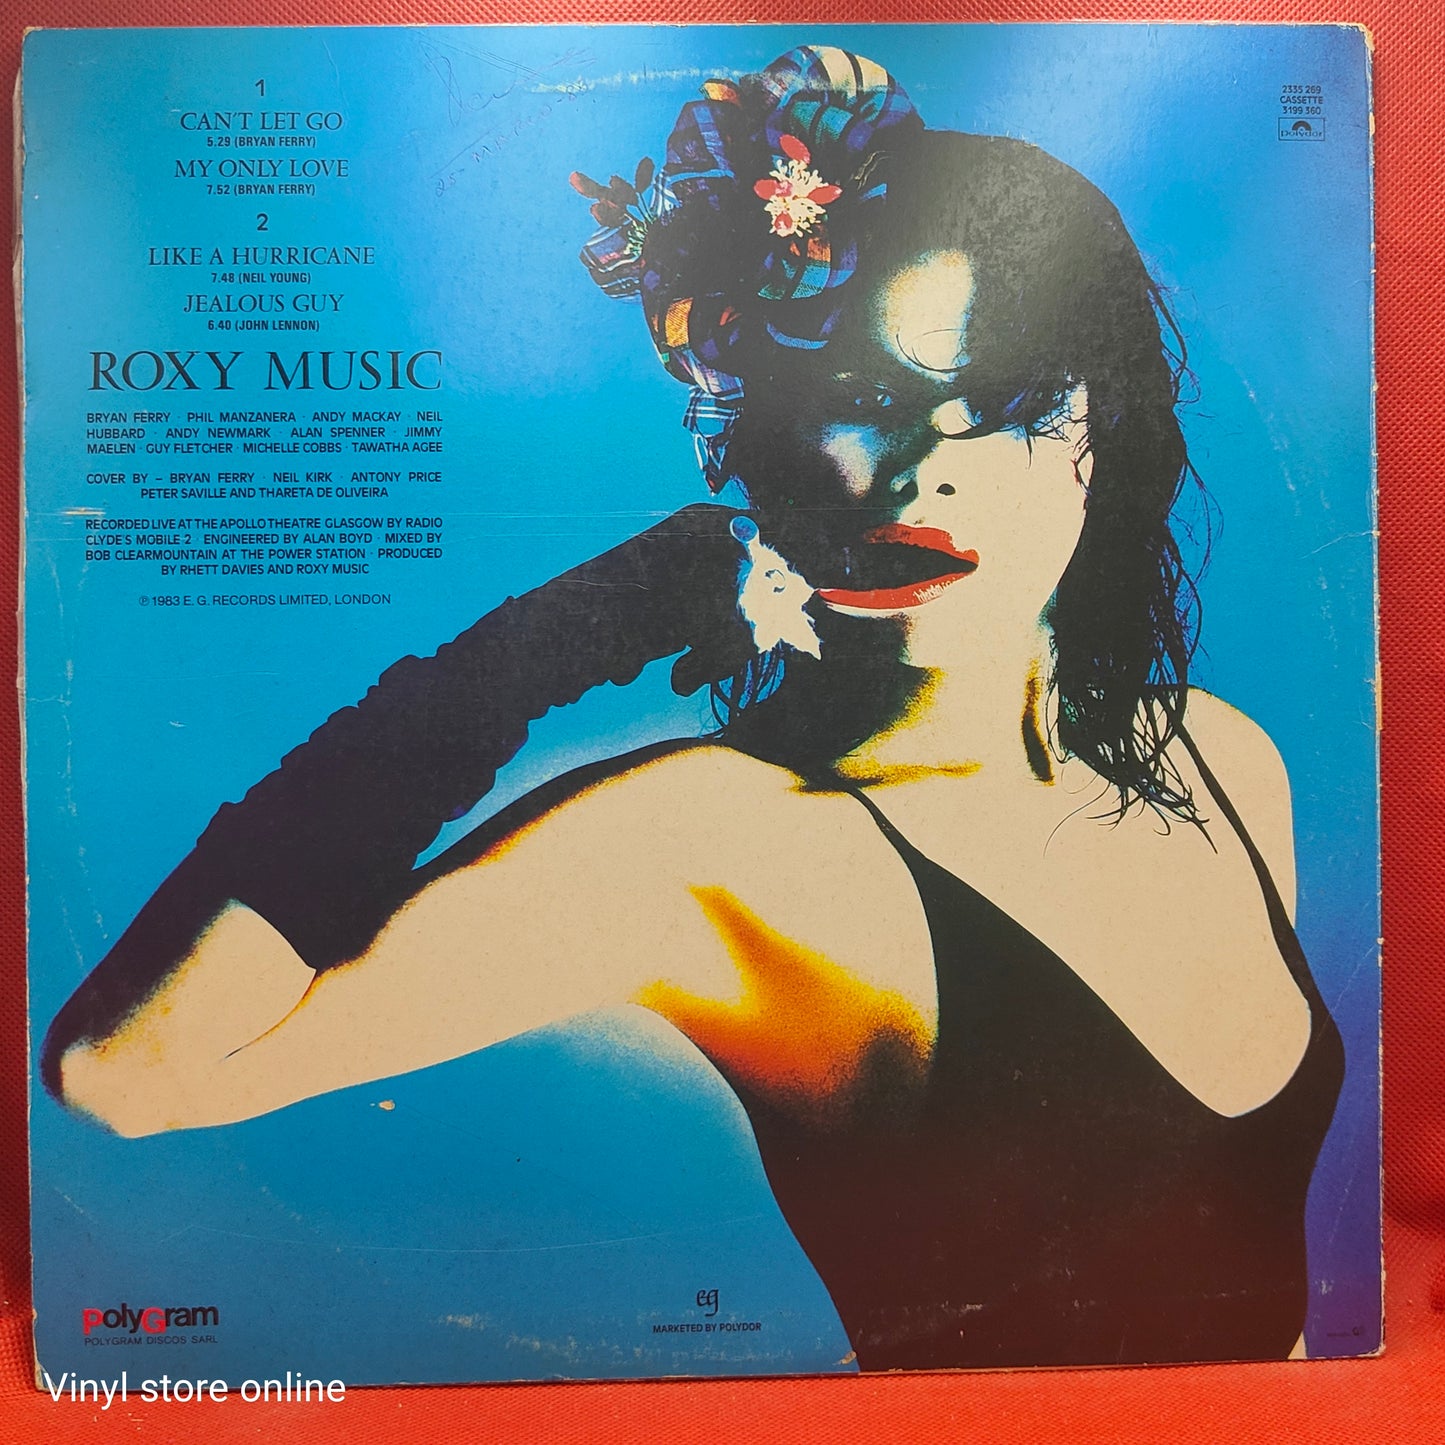 1
CAN'T LET GO
5.29 (BRYAN FERRY)
MY ONLY LOVE
7.52 (BRYAN FERRY)
2
LIKE A HURRICANE
7.48 (NEIL YOUNG)
JEALOUS GUY
6.40 (JOHN LENNON)
ROXY MUSIC
BRYAN FERRY · PHIL MANZANERA · ANDY MACKAY · NEIL
HUBBARD · ANDY NEWMARK · ALAN SPENNER · JIMMY
MAELEN · GUY FLETCHER · MICHELLE COBBS · TAWATHA AGEE
COVER BY – BRYAN FERRY · NEIL KIRK · ANTONY PRICE
PETER SAVILLE AND THARETA DE OLIVEIRA
RECORDED LIVE AT THE APOLLO THEATRE GLASGOW BY RADIO
CLYDE'S MOBILE 2 · ENGINEERED BY ALAN BOYD · MIXED BY
BOB CLEARMOUNTAIN AT THE POWER STATION · PRODUCED
BY RHETT DAVIES AND ROXY MUSIC
℗ 1983 E. G. RECORDS LIMITED, LONDON
2335 269
CASSETTE
3199 360
polydor
polyGram
POLYGRAM DISCOS SARL
eg
MARKETED BY POLYDOR
Vinyl store online